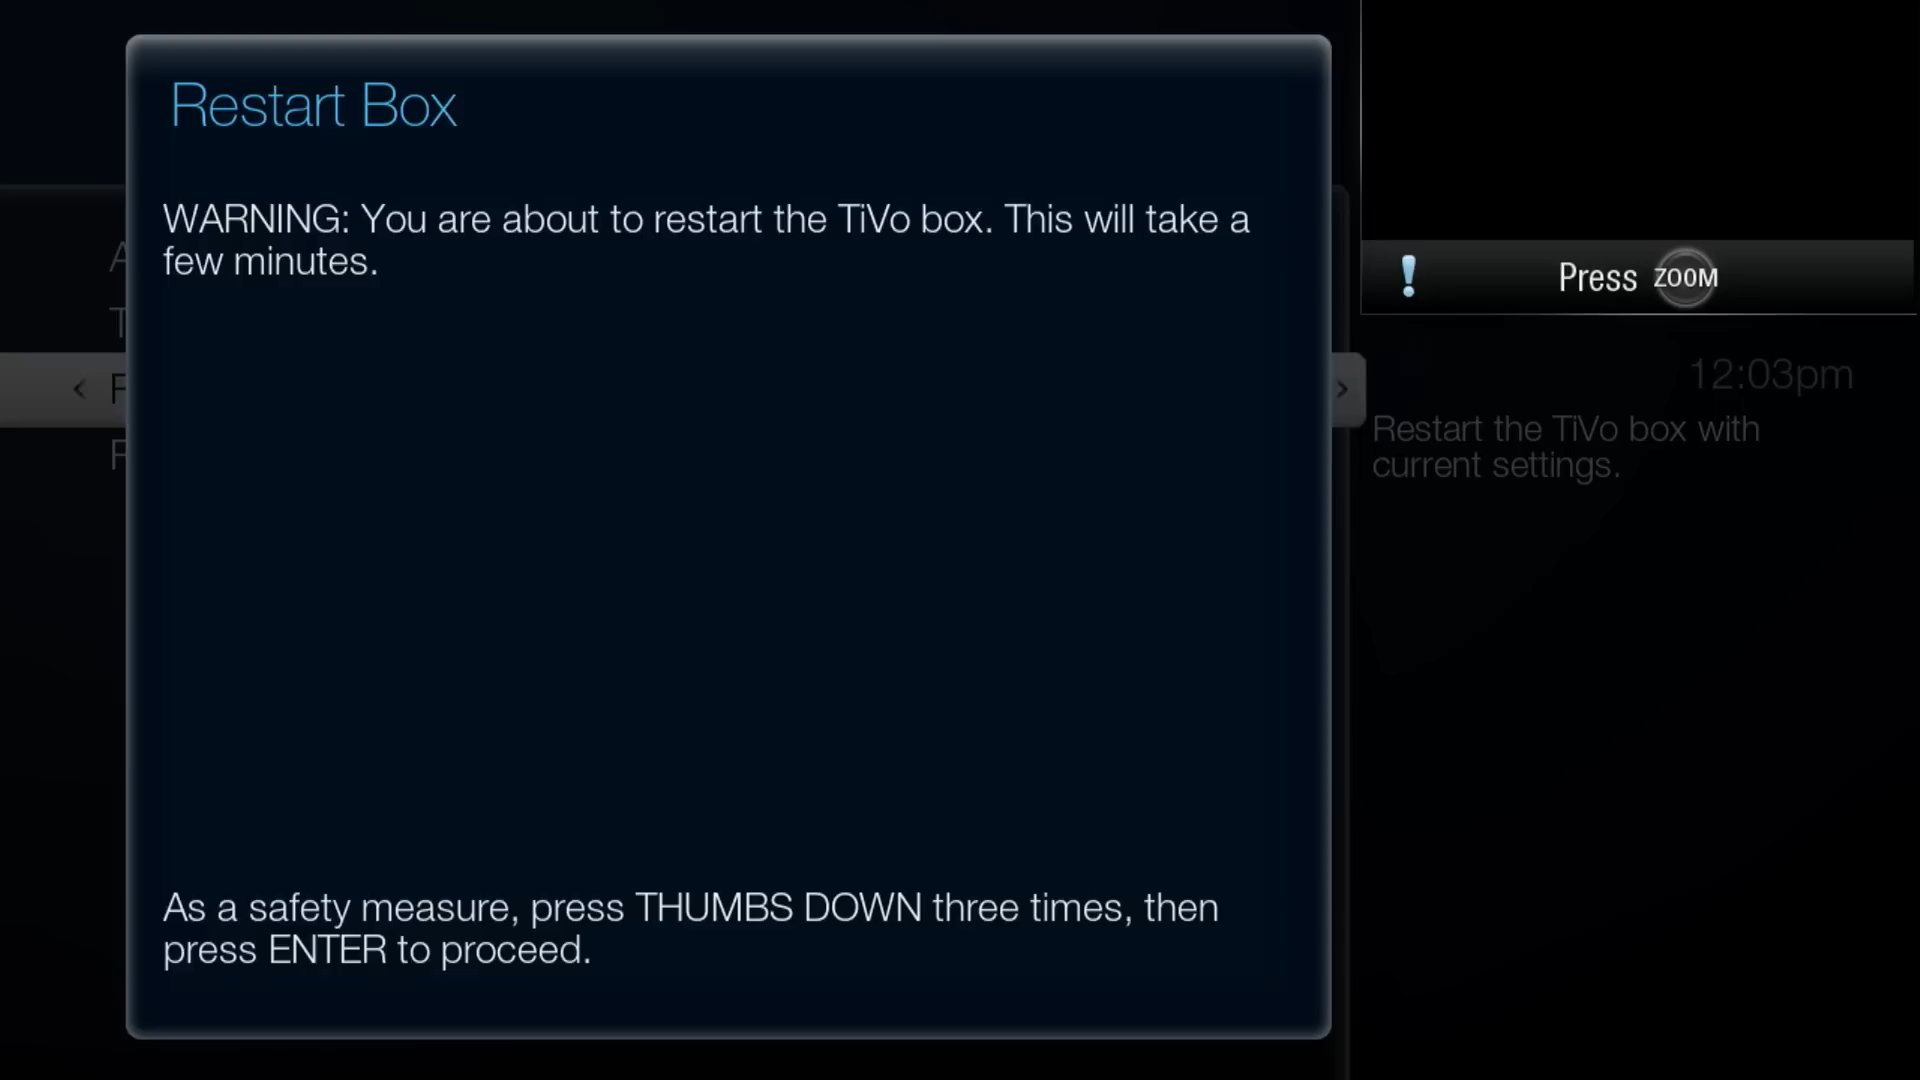 Restart Box
WARNING: You are about to restart the TiVo box. This will take a
few minutes.
As a safety measure, press THUMBS DOWN three times, then
press ENTER to proceed.
Press ZOOM
12:03pm
Restart the TiVo box with
current settings.